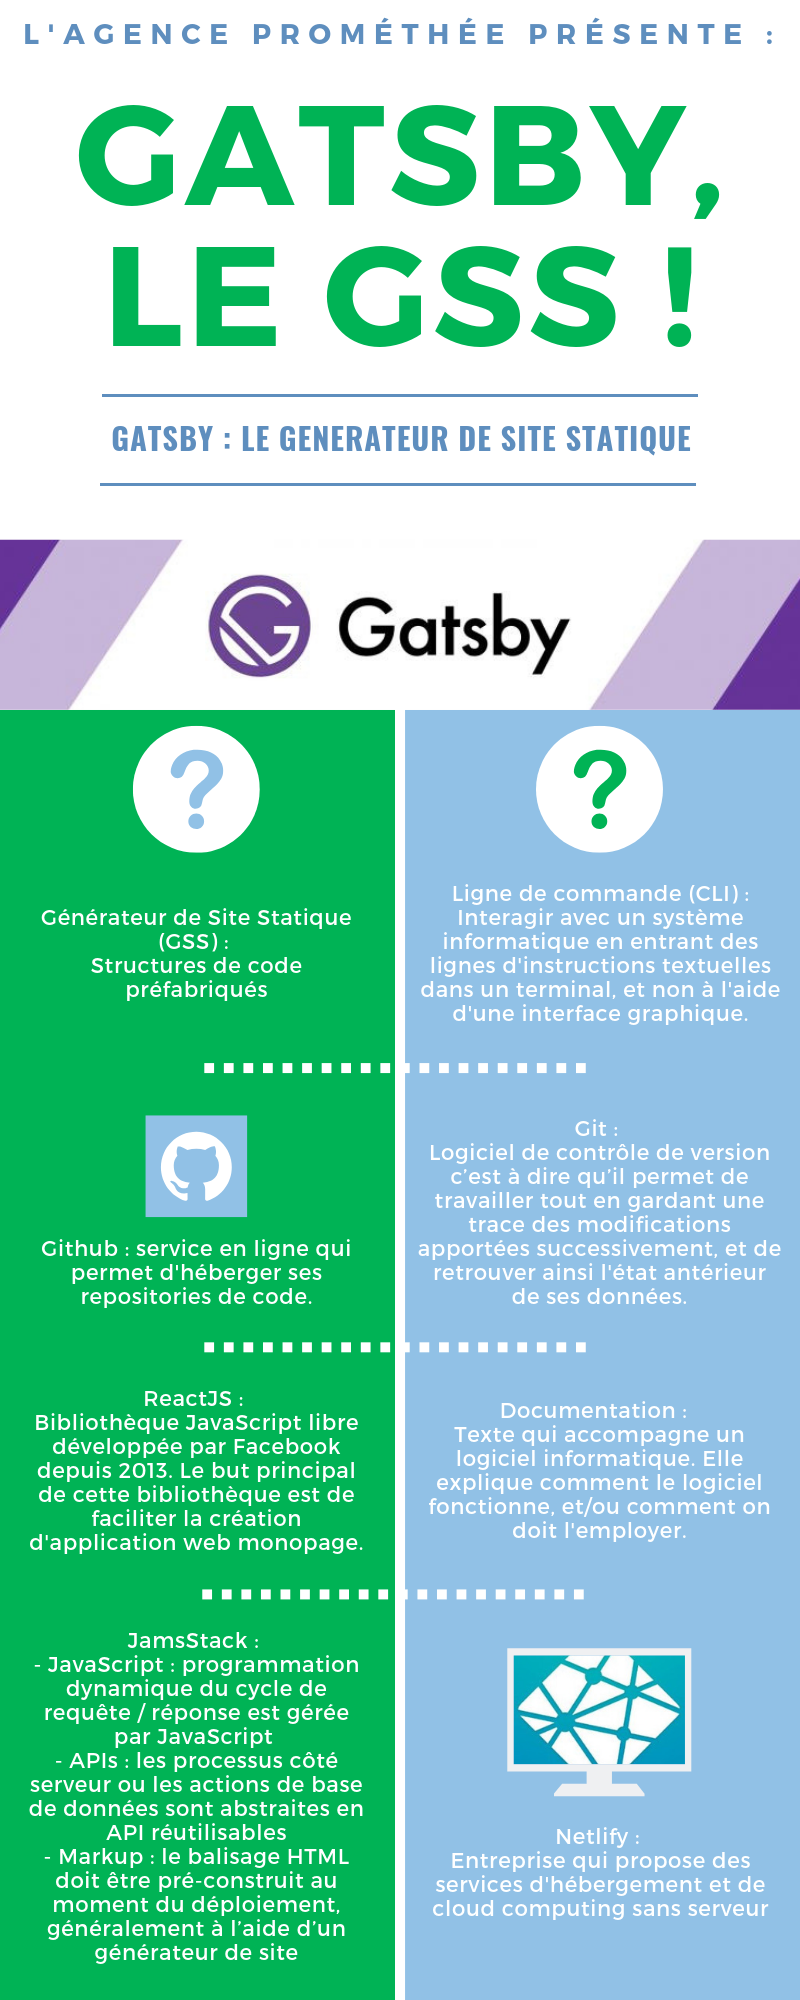 L'AGENCE PROMÉTHÉE PRÉSENTE :
GATSBY,
LE GSS !
GATSBY : LE GENERATEUR DE SITE STATIQUE
Gatsby
Générateur de Site Statique
(GSS) :
Structures de code
préfabriqués
Ligne de commande (CLI) :
Interagir avec un système
informatique en entrant des
lignes d'instructions textuelles
dans un terminal, et non à l'aide
d'une interface graphique.
Github : service en ligne qui
permet d'héberger ses
repositories de code.
Git :
Logiciel de contrôle de version
c’est à dire qu’il permet de
travailler tout en gardant une
trace des modifications
apportées successivement, et de
retrouver ainsi l'état antérieur
de ses données.
ReactJS :
Bibliothèque JavaScript libre
développée par Facebook
depuis 2013. Le but principal
de cette bibliothèque est de
faciliter la création
d'application web monopage.
Documentation :
Texte qui accompagne un
logiciel informatique. Elle
explique comment le logiciel
fonctionne, et/ou comment on
doit l'employer.
JamsStack :
- JavaScript : programmation
dynamique du cycle de
requête / réponse est gérée
par JavaScript
- APIs : les processus côté
serveur ou les actions de base
de données sont abstraites en
API réutilisables
- Markup : le balisage HTML
doit être pré-construit au
moment du déploiement,
généralement à l’aide d’un
générateur de site
Netlify :
Entreprise qui propose des
services d'hébergement et de
cloud computing sans serveur